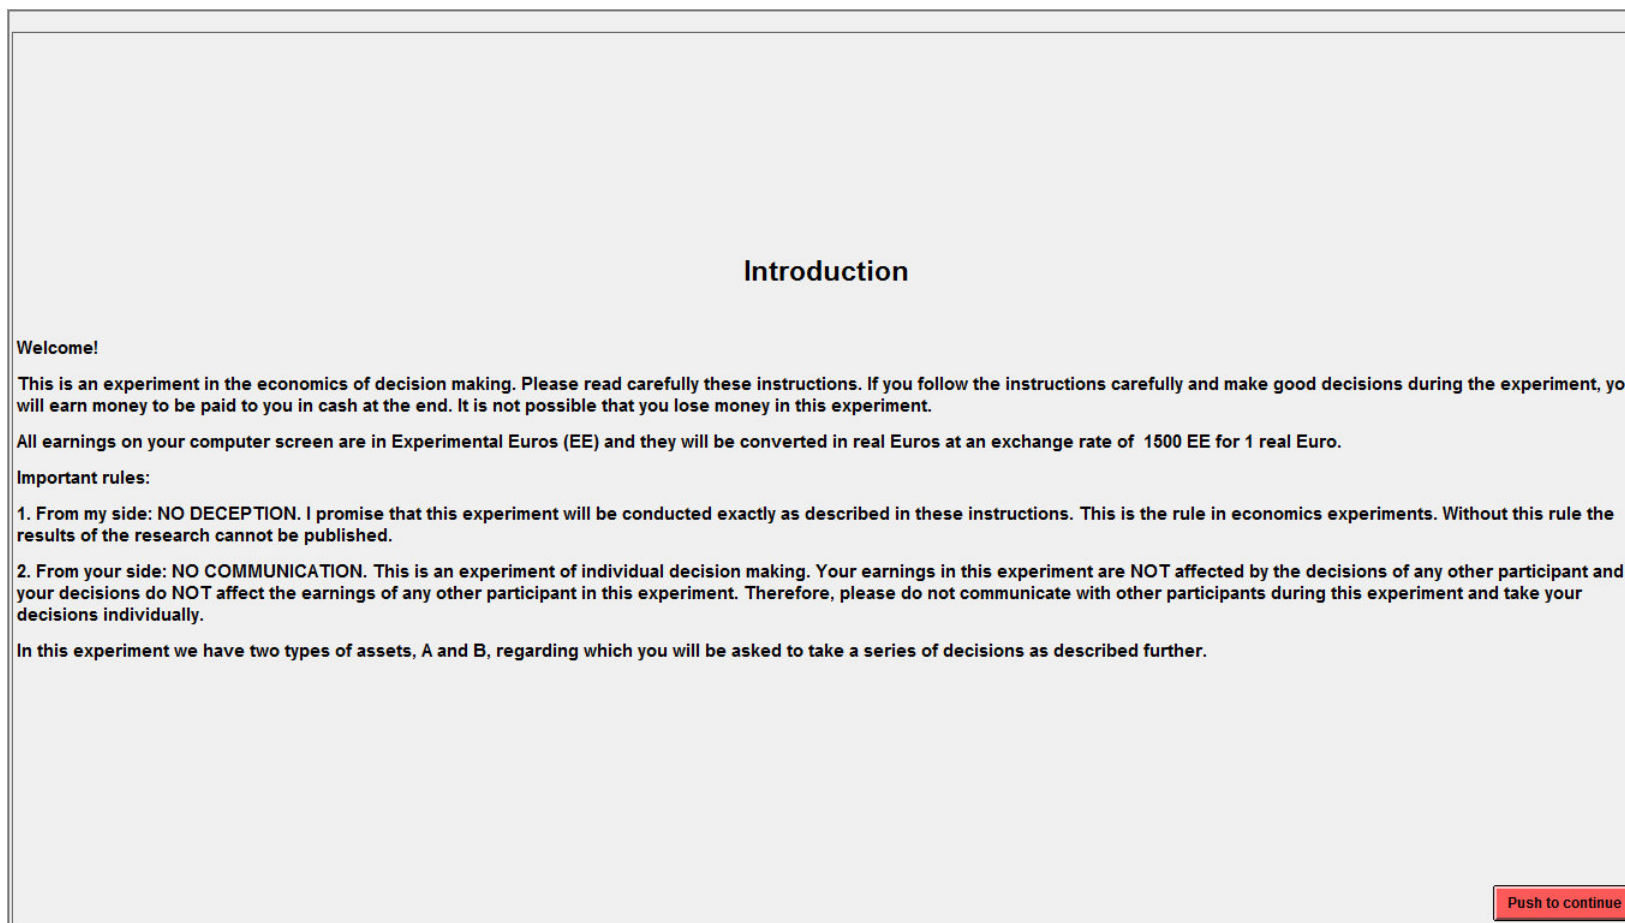 Introduction
Welcome!
This is an experiment in the economics of decision making. Please read carefully these instructions. If you follow the instructions carefully and make good decisions during the experiment, yo
will earn money to be paid to you in cash at the end. It is not possible that you lose money in this experiment.
All earnings on your computer screen are in Experimental Euros (EE) and they will be converted in real Euros at an exchange rate of 1500 EE for 1 real Euro.
Important rules:
1. From my side: NO DECEPTION. I promise that this experiment will be conducted exactly as described in these instructions. This is the rule in economics experiments. Without this rule the
results of the research cannot be published.
2. From your side: NO COMMUNICATION. This is an experiment of individual decision making. Your earnings in this experiment are NOT affected by the decisions of any other participant and
your decisions do NOT affect the earnings of any other participant in this experiment. Therefore, please do not communicate with other participants during this experiment and take your
decisions individually.
In this experiment we have two types of assets, A and B, regarding which you will be asked to take a series of decisions as described further.
Push to continue